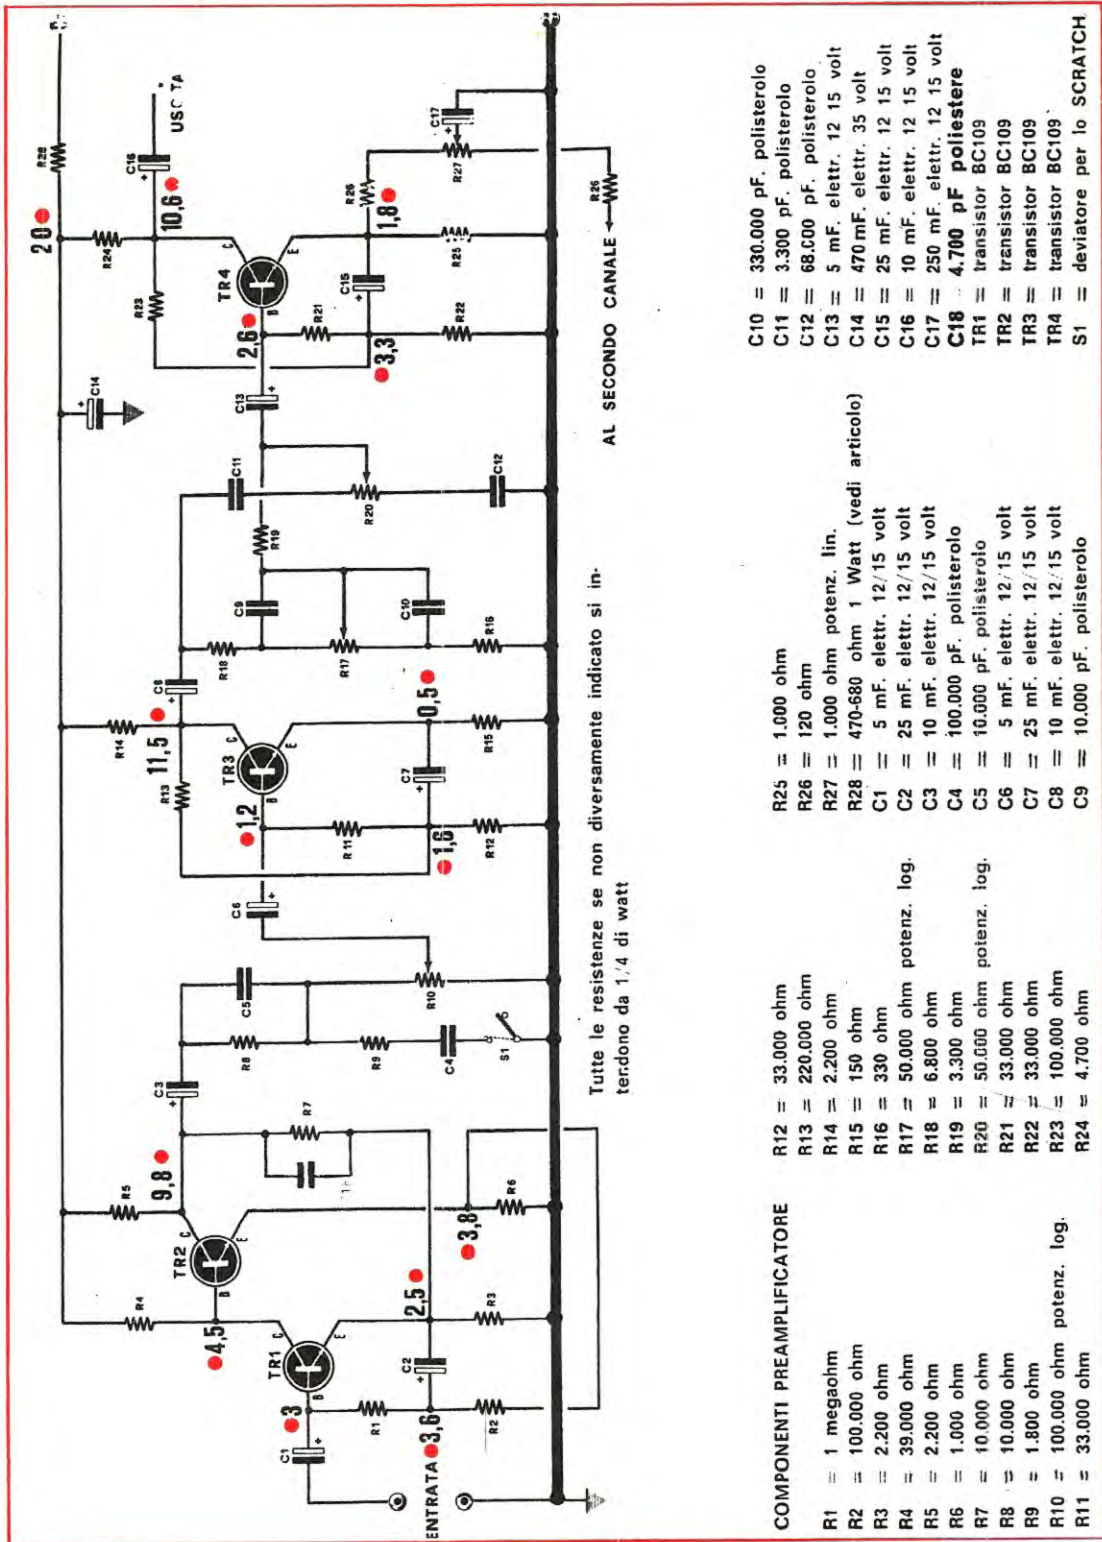 ENTRATA
USCITA
C1
R1
R2
3
3,6
TR1
B
C
E
C2
2,5
R3
R4
4,5
TR2
B
C
E
R5
9,8
3,8
R6
R7
C3
R8
C5
R9
C4
S1
R10
C6
1,2
R11
R12
1,6
TR3
B
C
E
C7
0,5
R15
R13
R14
11,5
C8
R18
C9
R17
C10
R16
R19
C11
R20
C12
C13
C14
2,6
R21
3,3
R22
TR4
B
C
E
C15
R25
1,8
R26
R27
C17
R26
R23
R24
10,6
C16
20
R28
AL SECONDO CANALE
Tutte le resistenze se non diversamente indicato si in-
tendono da 1/4 di watt
COMPONENTI PREAMPLIFICATORE
R1 = 1 megaohm
R2 = 100.000 ohm
R3 = 2.200 ohm
R4 = 39.000 ohm
R5 = 2.200 ohm
R6 = 1.000 ohm
R7 = 10.000 ohm
R8 = 10.000 ohm
R9 = 1.800 ohm
R10 = 100.000 ohm potenz. log.
R11 = 33.000 ohm
R12 = 33.000 ohm
R13 = 220.000 ohm
R14 = 2.200 ohm
R15 = 150 ohm
R16 = 330 ohm
R17 = 50.000 ohm potenz. log.
R18 = 6.800 ohm
R19 = 3.300 ohm
R20 = 50.000 ohm potenz. log.
R21 = 33.000 ohm
R22 = 33.000 ohm
R23 = 100.000 ohm
R24 = 4.700 ohm
R25 = 1.000 ohm
R26 = 120 ohm
R27 = 1.000 ohm potenz. lin.
R28 = 470-680 ohm 1 Watt (vedi articolo)
C1 = 5 mF. elettr. 12/15 volt
C2 = 25 mF. elettr. 12/15 volt
C3 = 10 mF. elettr. 12/15 volt
C4 = 100.000 pF. polisterolo
C5 = 10.000 pF. polisterolo
C6 = 5 mF. elettr. 12/15 volt
C7 = 25 mF. elettr. 12/15 volt
C8 = 10 mF. elettr. 12/15 volt
C9 = 10.000 pF. polisterolo
C10 = 330.000 pF. polisterolo
C11 = 3.300 pF. polisterolo
C12 = 68.000 pF. polisterolo
C13 = 5 mF. elettr. 12 15 volt
C14 = 470 mF. elettr. 35 volt
C15 = 25 mF. elettr. 12 15 volt
C16 = 10 mF. elettr. 12 15 volt
C17 = 250 mF. elettr. 12 15 volt
C18 4.700 pF poliestere
TR1 = transistor BC109
TR2 = transistor BC109
TR3 = transistor BC109
TR4 = transistor BC109
S1 = deviatore per lo SCRATCH